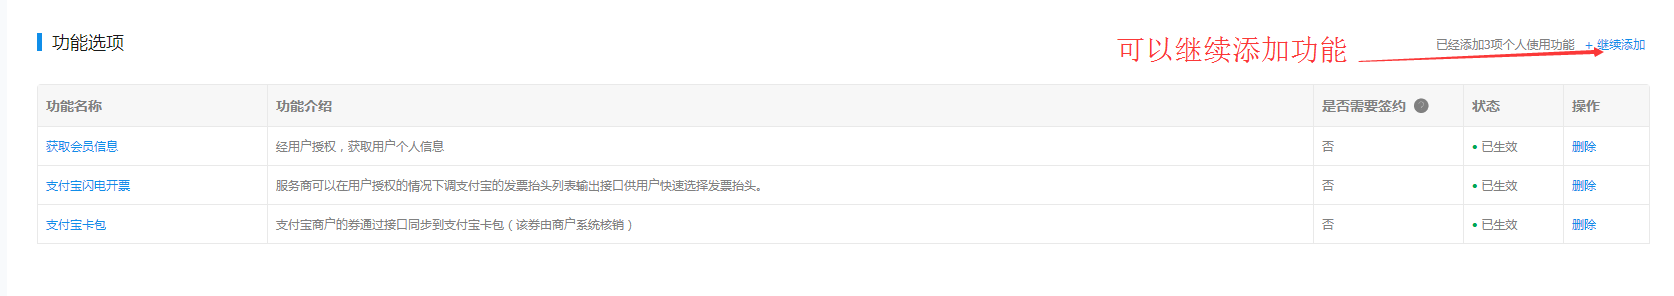 功能选项
可以继续添加功能
已经添加3项个人使用功能 + 继续添加
功能名称 功能介绍 是否需要签约 ? 状态 操作
获取会员信息 经用户授权，获取用户个人信息 否 已生效 删除
支付宝闪电开票 服务商可以在用户授权的情况下调支付宝的发票抬头列表输出接口供用户快速选择发票抬头。 否 已生效 删除
支付宝卡包 支付宝商户的券通过接口同步到支付宝卡包（该券由商户系统核销） 否 已生效 删除